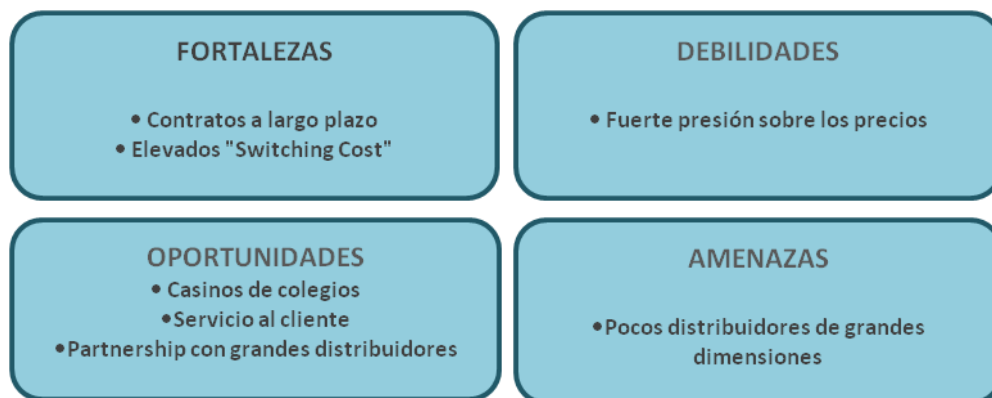 FORTALEZAS
• Contratos a largo plazo
• Elevados "Switching Cost"
DEBILIDADES
• Fuerte presión sobre los precios
OPORTUNIDADES
• Casinos de colegios
•Servicio al cliente
•Partnership con grandes distribuidores
AMENAZAS
•Pocos distribuidores de grandes
dimensiones